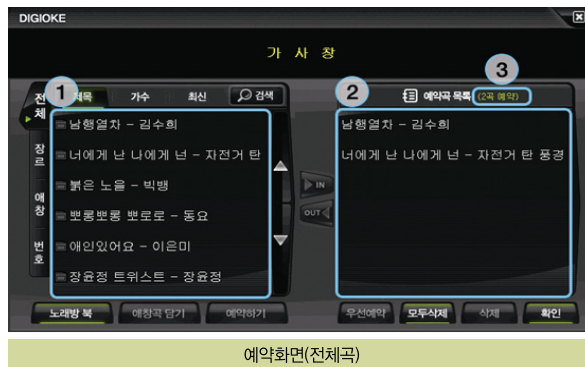 DIGIOKE
가 사 창
3
1 제목 가수 최신 검색
2 예약곡 목록 (2곡 예약)
전체
장르
애창
번호
남행열차 - 김수희
너에게 난 나에게 넌 - 자전거 탄
붉은 노을 - 빅뱅
뽀롱뽀롱 뽀로로 - 동요
애인있어요 - 이은미
장윤정 트위스트 - 장윤정
IN
OUT
남행열차 - 김수희
너에게 난 나에게 넌 - 자전거 탄 풍경
노래방 북 애창곡 담기 예약하기
우선예약 모두삭제 삭제 확인
예약화면(전체곡)